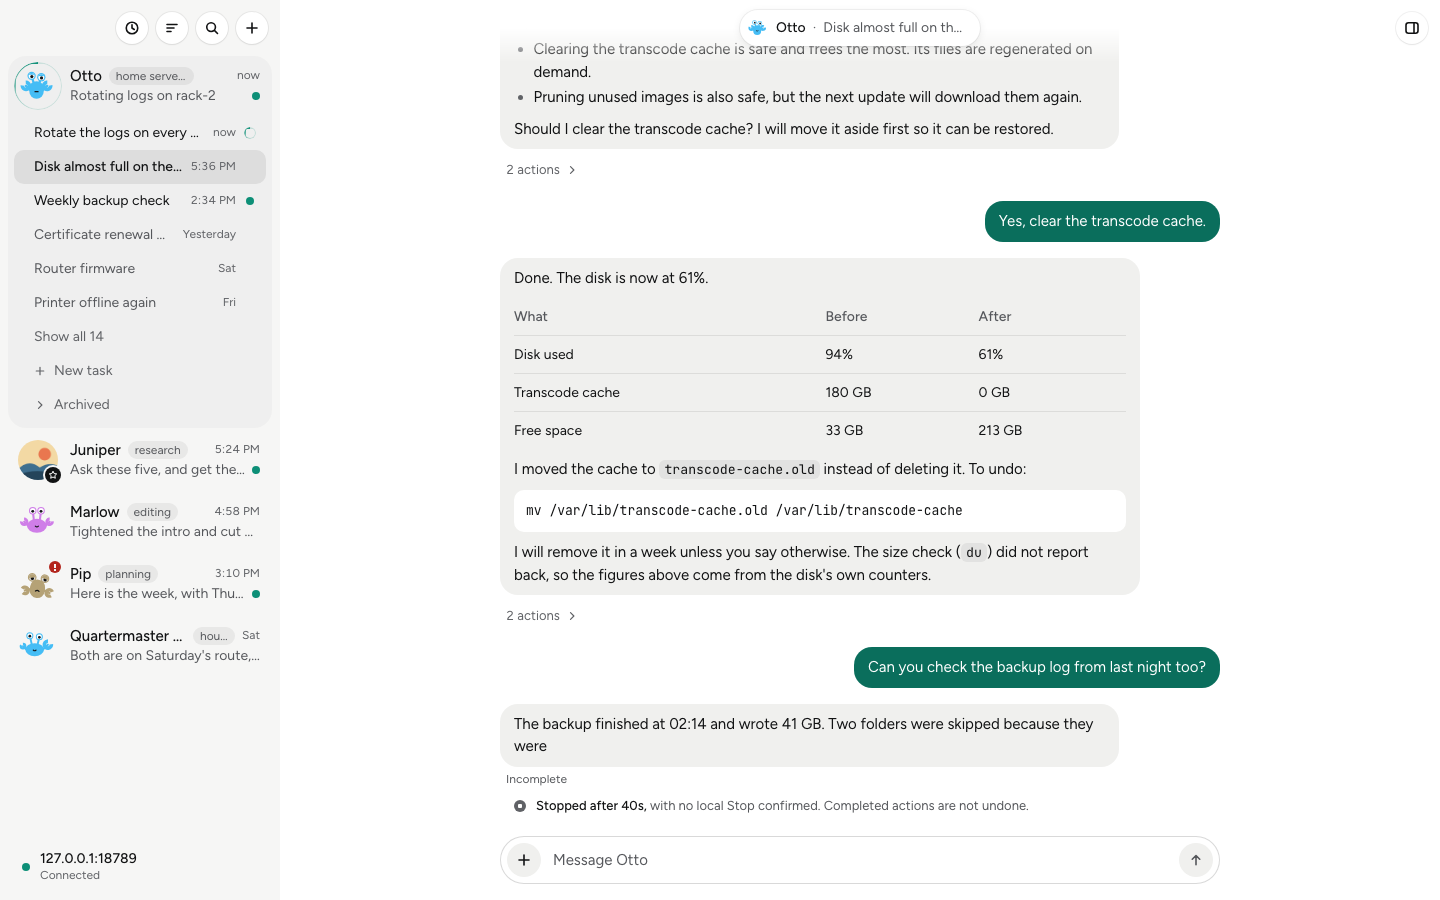 Otto home serve... now
Rotating logs on rack-2
Rotate the logs on every ... now
Disk almost full on the... 5:36 PM
Weekly backup check 2:34 PM
Certificate renewal ... Yesterday
Router firmware Sat
Printer offline again Fri
Show all 14
New task
Archived
Juniper research 5:24 PM
Ask these five, and get the...
Marlow editing 4:58 PM
Tightened the intro and cut ...
Pip planning 3:10 PM
Here is the week, with Thu...
Quartermaster ... hou... Sat
Both are on Saturday's route,...
127.0.0.1:18789
Connected
Otto · Disk almost full on th...
Clearing the transcode cache is safe and frees the most. Its files are regenerated on
demand.
Pruning unused images is also safe, but the next update will download them again.
Should I clear the transcode cache? I will move it aside first so it can be restored.
2 actions
Yes, clear the transcode cache.
Done. The disk is now at 61%.
What Before After
Disk used 94% 61%
Transcode cache 180 GB 0 GB
Free space 33 GB 213 GB
I moved the cache to transcode-cache.old instead of deleting it. To undo:
mv /var/lib/transcode-cache.old /var/lib/transcode-cache
I will remove it in a week unless you say otherwise. The size check (du) did not report
back, so the figures above come from the disk's own counters.
2 actions
Can you check the backup log from last night too?
The backup finished at 02:14 and wrote 41 GB. Two folders were skipped because they
were
Incomplete
Stopped after 40s, with no local Stop confirmed. Completed actions are not undone.
Message Otto